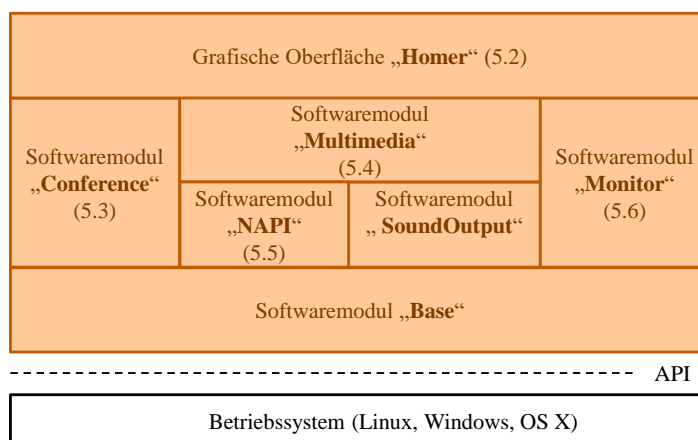 Grafische Oberfläche „Homer“ (5.2)
Softwaremodul
„Conference“
(5.3)
Softwaremodul
„Multimedia“
(5.4)
Softwaremodul
„NAPI“
(5.5)
Softwaremodul
„ SoundOutput“
Softwaremodul
„Monitor“
(5.6)
Softwaremodul „Base“
API
Betriebssystem (Linux, Windows, OS X)